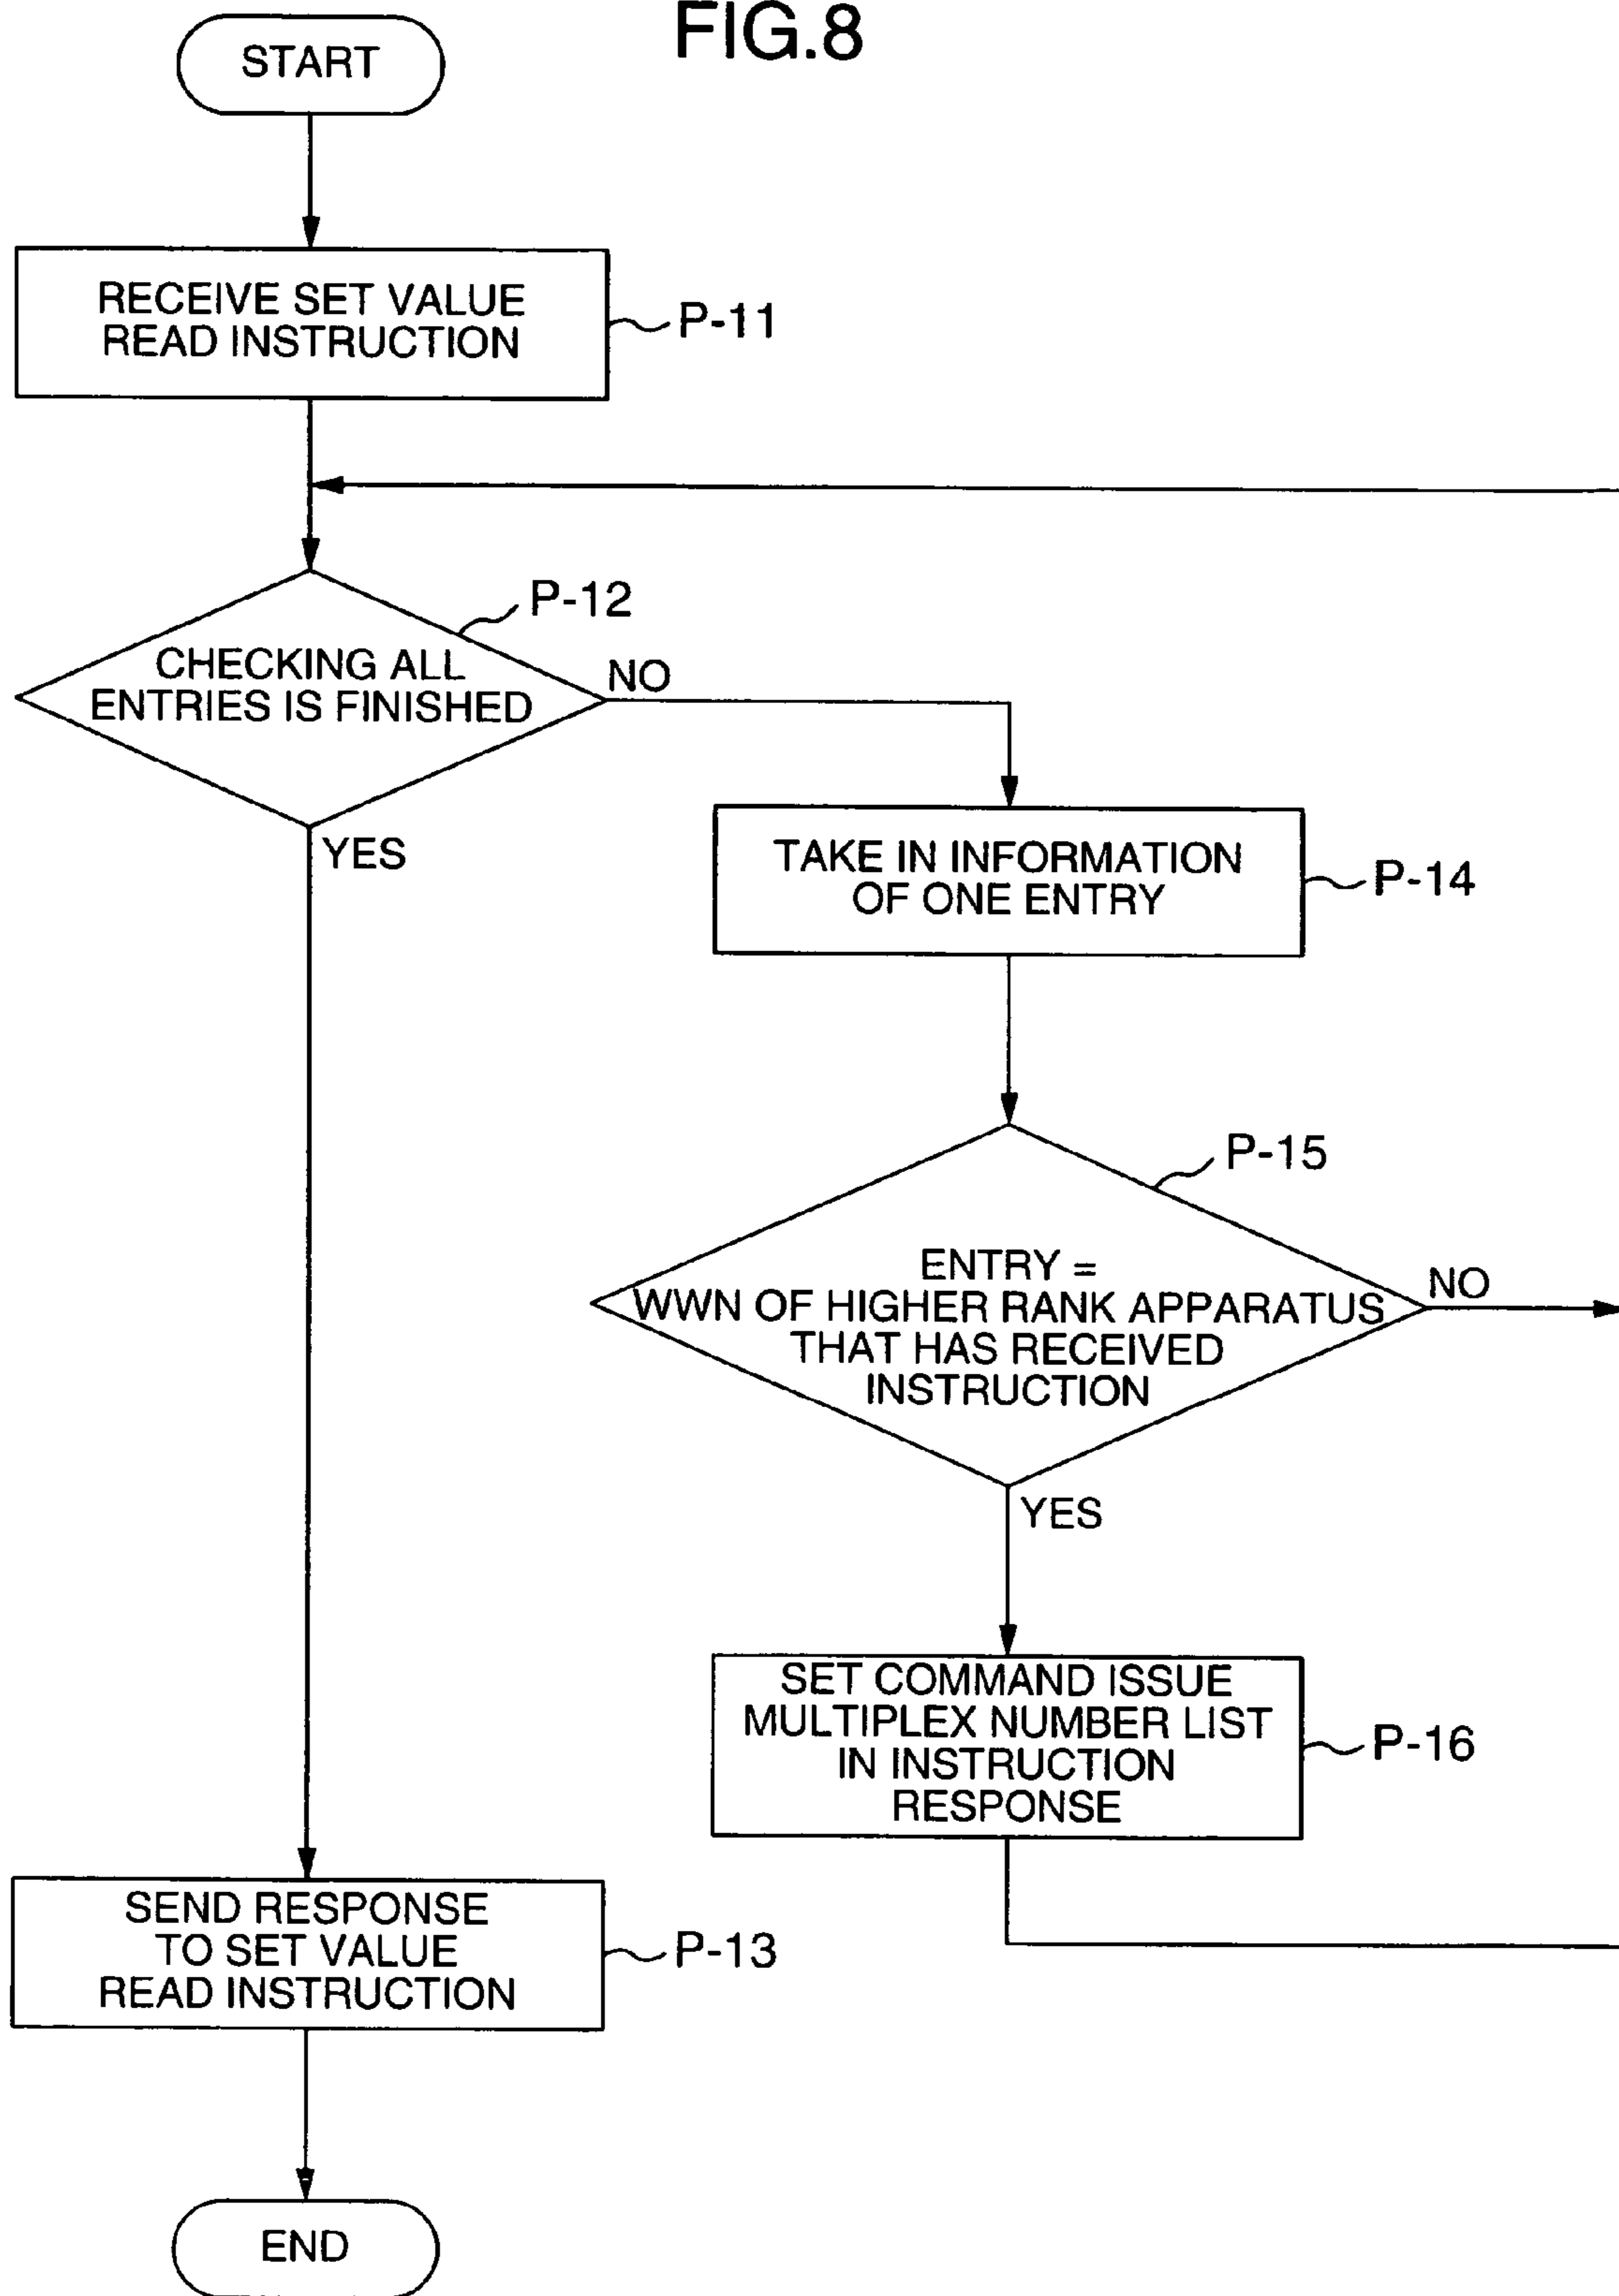 FIG.8
START
RECEIVE SET VALUE
READ INSTRUCTION
P-11
P-12
CHECKING ALL
ENTRIES IS FINISHED
NO
YES
TAKE IN INFORMATION
OF ONE ENTRY
P-14
P-15
ENTRY =
WWN OF HIGHER RANK APPARATUS
THAT HAS RECEIVED
INSTRUCTION
NO
YES
SET COMMAND ISSUE
MULTIPLEX NUMBER LIST
IN INSTRUCTION
RESPONSE
P-16
SEND RESPONSE
TO SET VALUE
READ INSTRUCTION
P-13
END